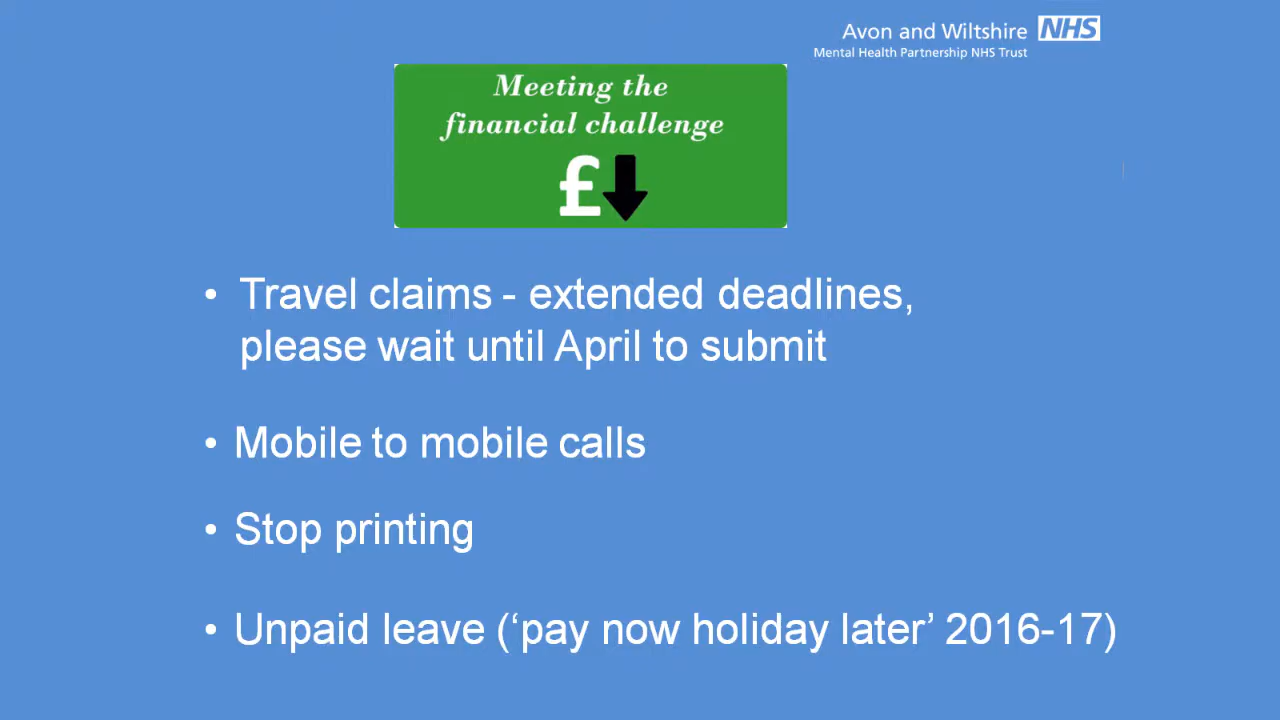 Avon and Wiltshire NHS
Mental Health Partnership NHS Trust
Meeting the
financial challenge
£
• Travel claims - extended deadlines,
please wait until April to submit
• Mobile to mobile calls
• Stop printing
• Unpaid leave (‘pay now holiday later’ 2016-17)